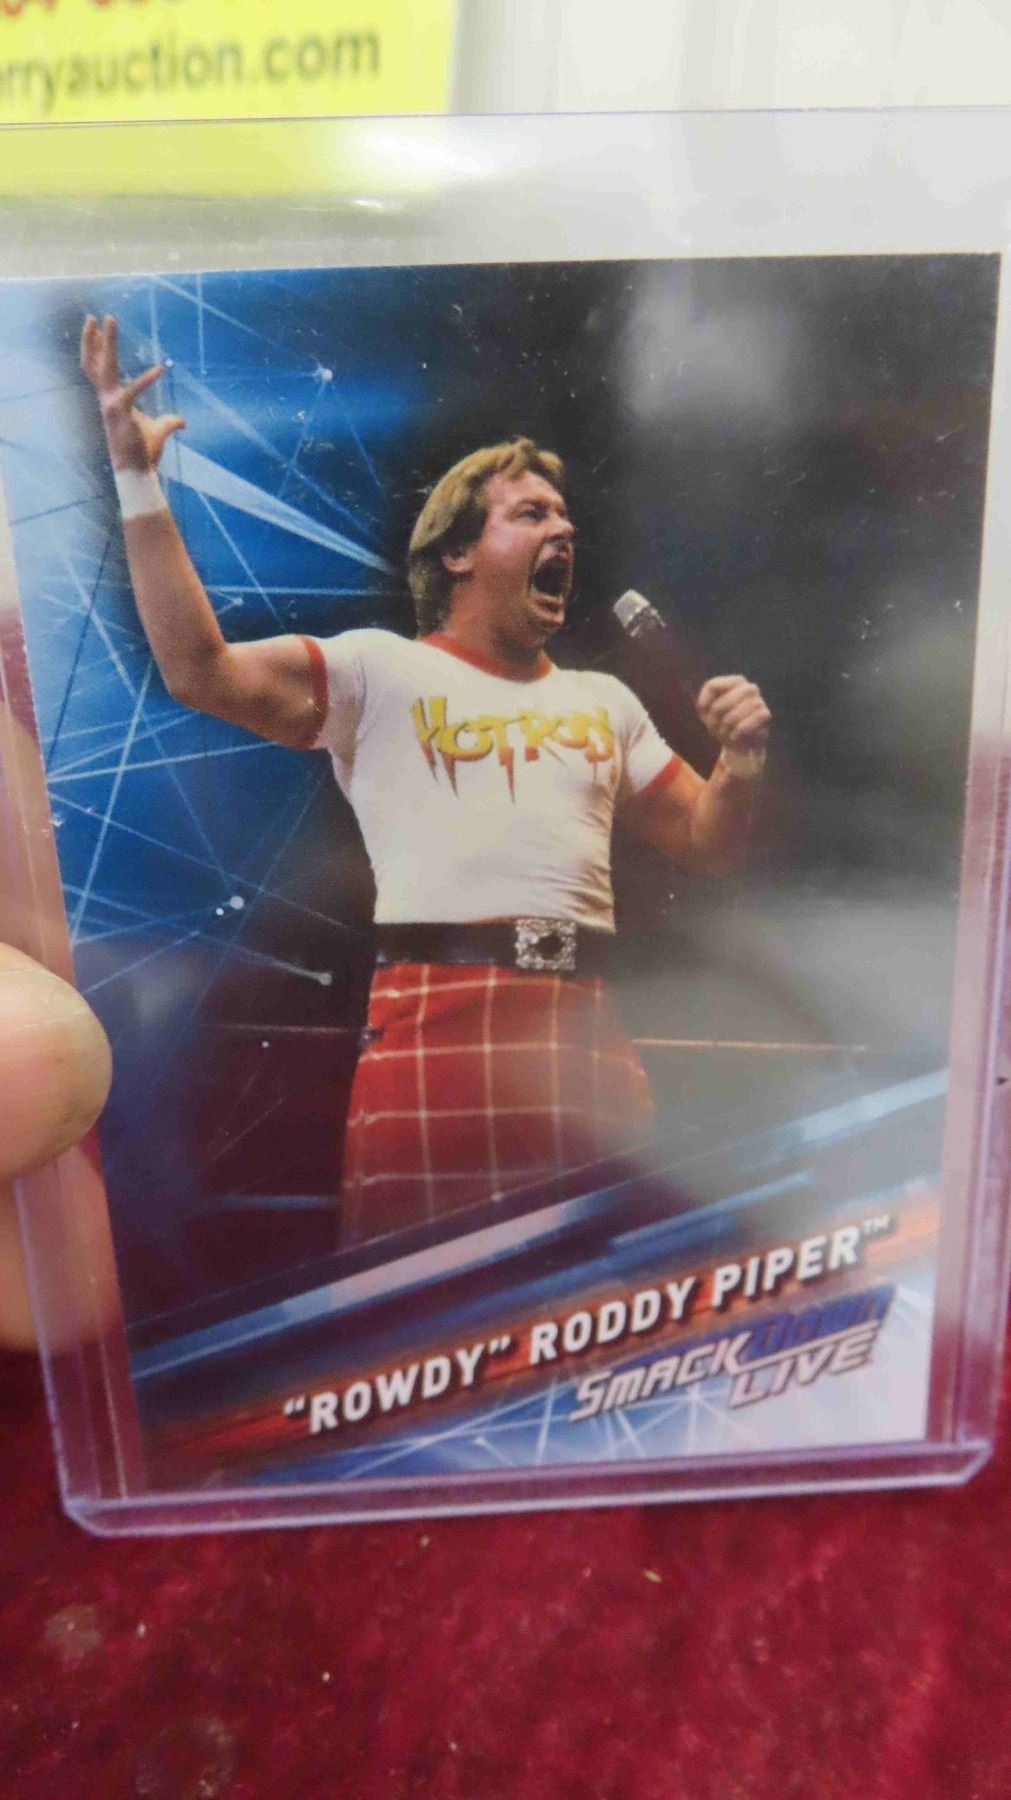 rryauction.com
HOT ROD
"ROWDY" RODDY PIPER™
SMACKDOWN
LIVE